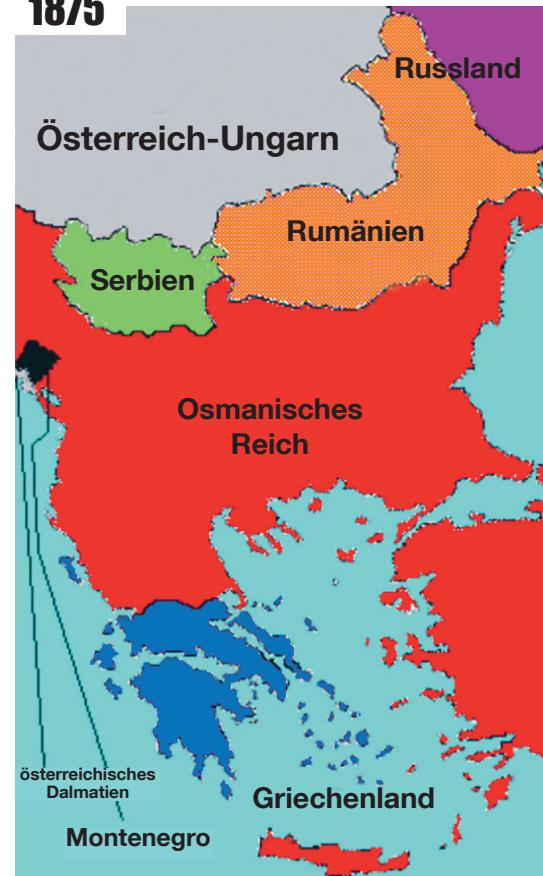 1875
Russland
Österreich-Ungarn
Rumänien
Serbien
Osmanisches
Reich
österreichisches
Dalmatien
Griechenland
Montenegro